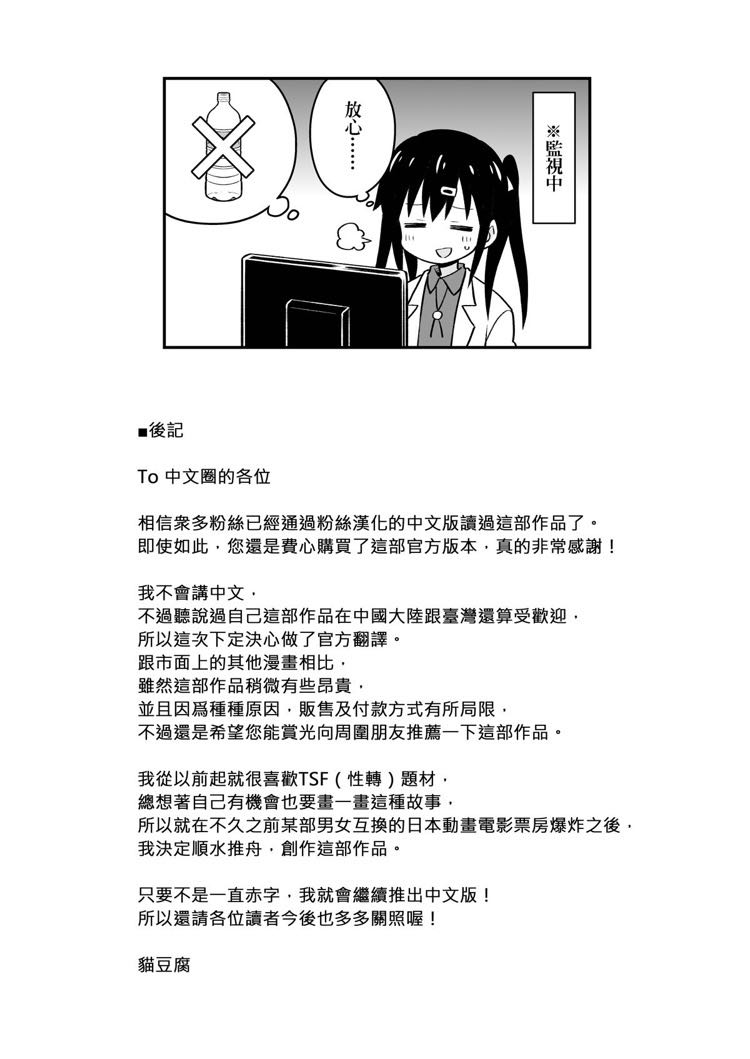 ※監視中
放心……
■後記
To 中文圈的各位
相信衆多粉絲已經通過粉絲漢化的中文版讀過這部作品了。
即使如此，您還是費心購買了這部官方版本，真的非常感謝！
我不會講中文，
不過聽說過自己這部作品在中國大陸跟臺灣還算受歡迎，
所以這次下定決心做了官方翻譯。
跟市面上的其他漫畫相比，
雖然這部作品稍微有些昂貴，
並且因爲種種原因，販售及付款方式有所局限，
不過還是希望您能賞光向周圍朋友推薦一下這部作品。
我從以前起就很喜歡TSF（性轉）題材，
總想著自己有機會也要畫一畫這種故事，
所以就在不久之前某部男女互換的日本動畫電影票房爆炸之後，
我決定順水推舟，創作這部作品。
只要不是一直赤字，我就會繼續推出中文版！
所以還請各位讀者今後也多多關照喔！
貓豆腐